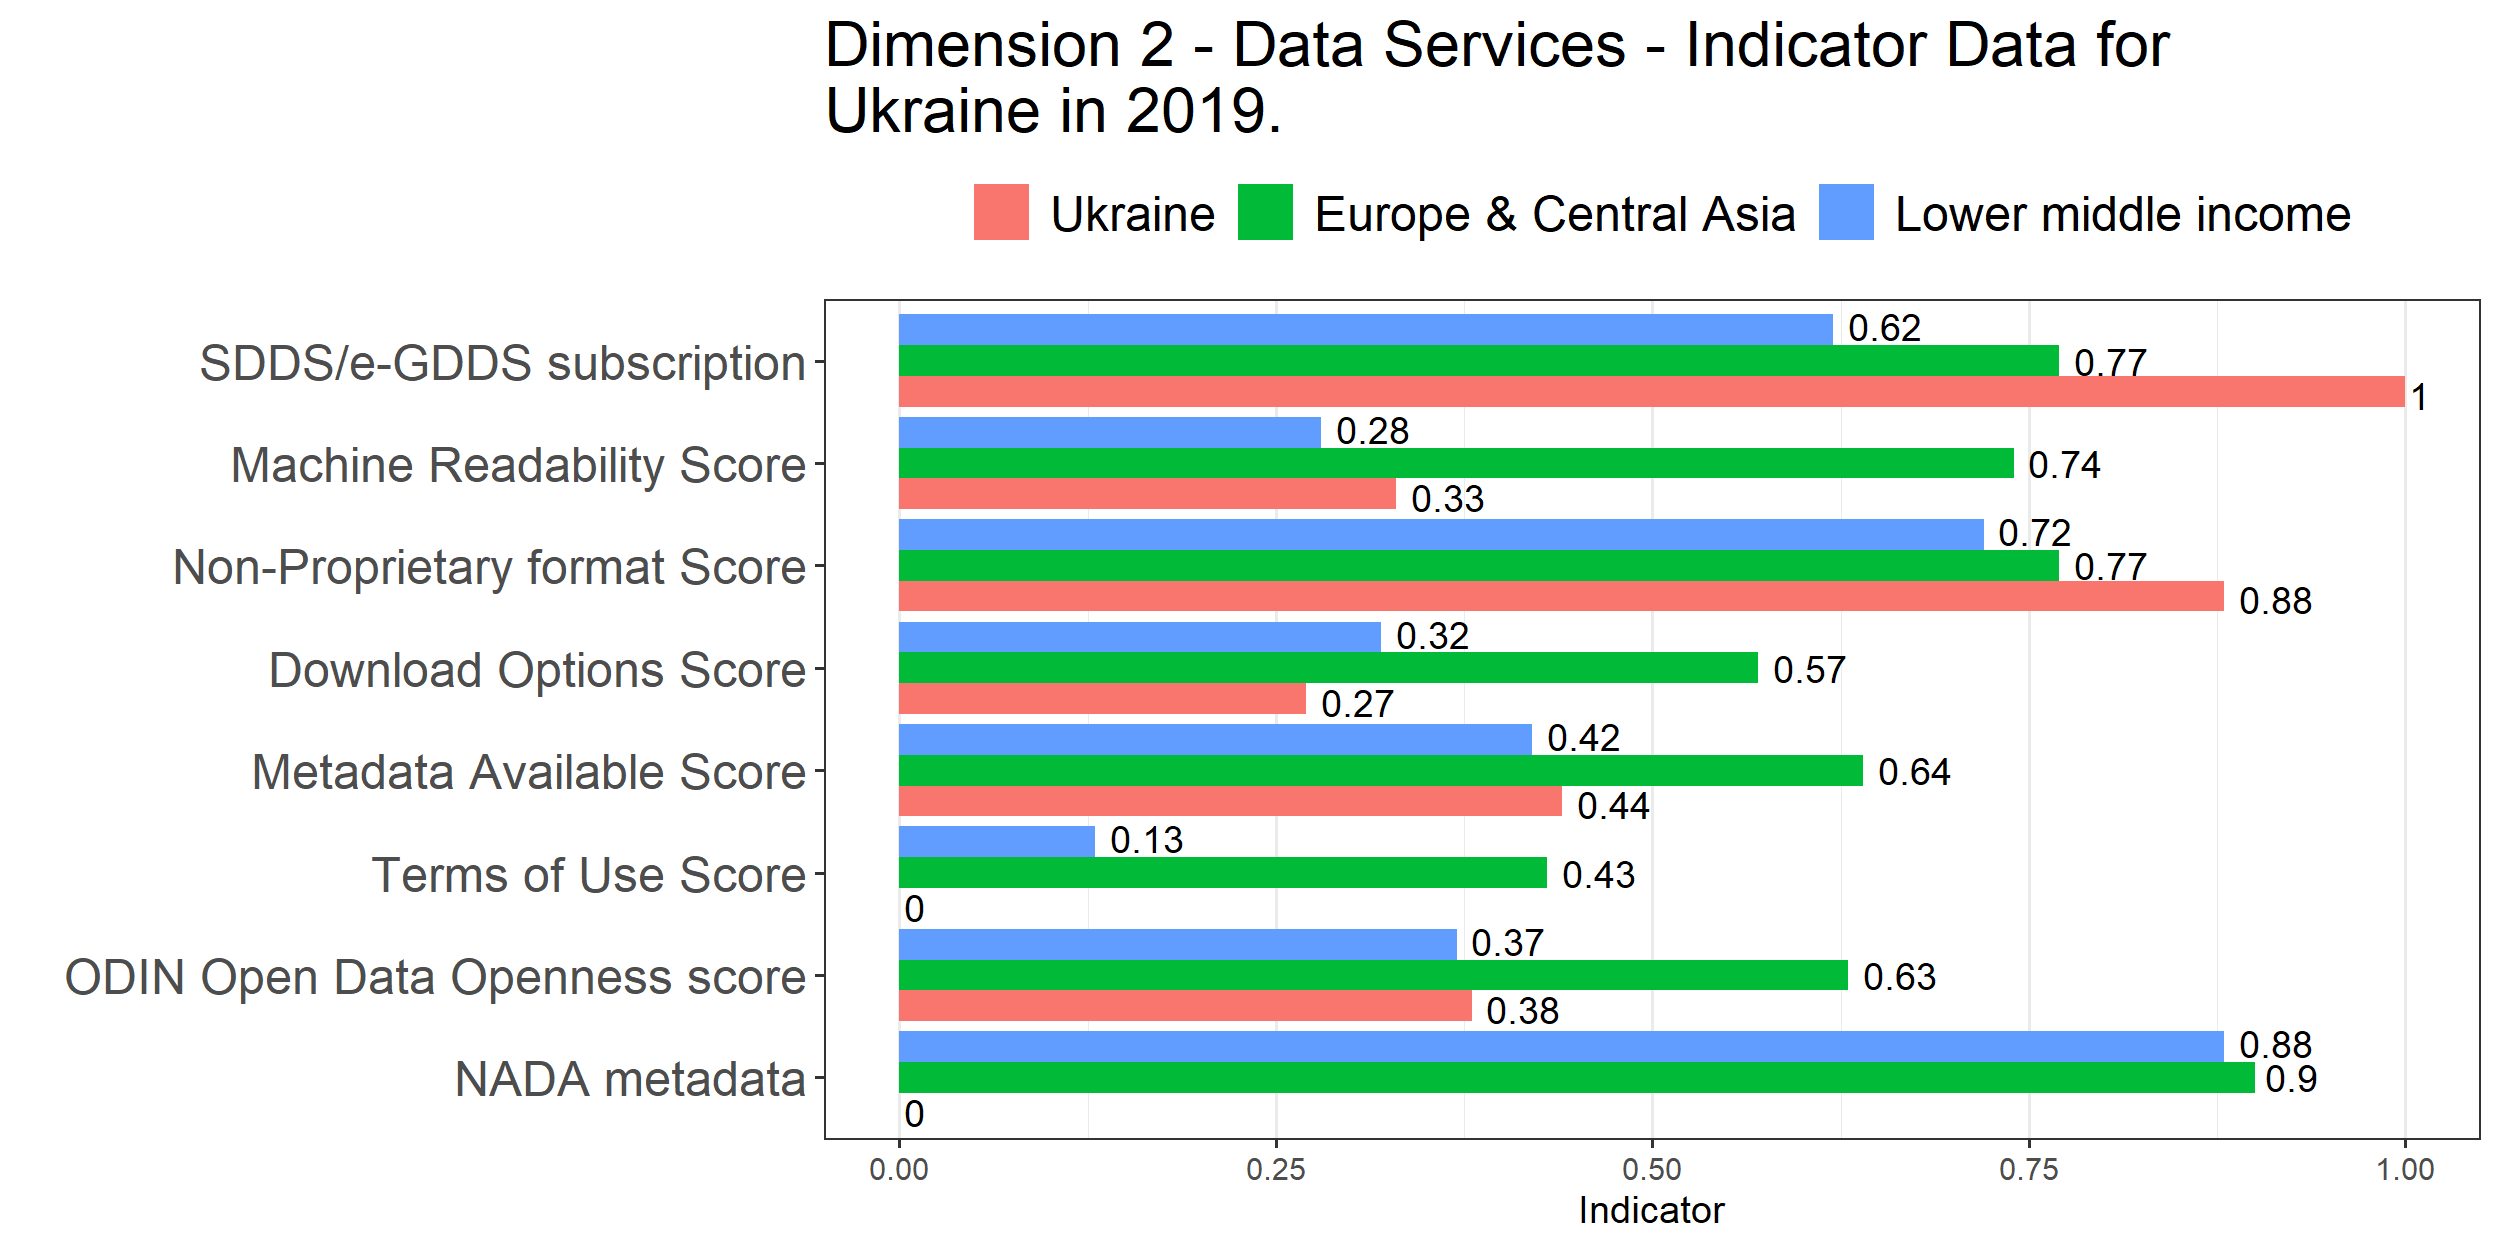 Dimension 2 - Data Services - Indicator Data for
Ukraine in 2019.
Ukraine
Europe & Central Asia
Lower middle income
SDDS/e-GDDS subscription
0.62
0.77
1
Machine Readability Score
0.28
0.74
0.33
Non-Proprietary format Score
0.72
0.77
0.88
Download Options Score
0.32
0.57
0.27
Metadata Available Score
0.42
0.64
0.44
Terms of Use Score
0.13
0.43
0
ODIN Open Data Openness score
0.37
0.63
0.38
NADA metadata
0.88
0.9
0
0.00
0.25
0.50
0.75
1.00
Indicator